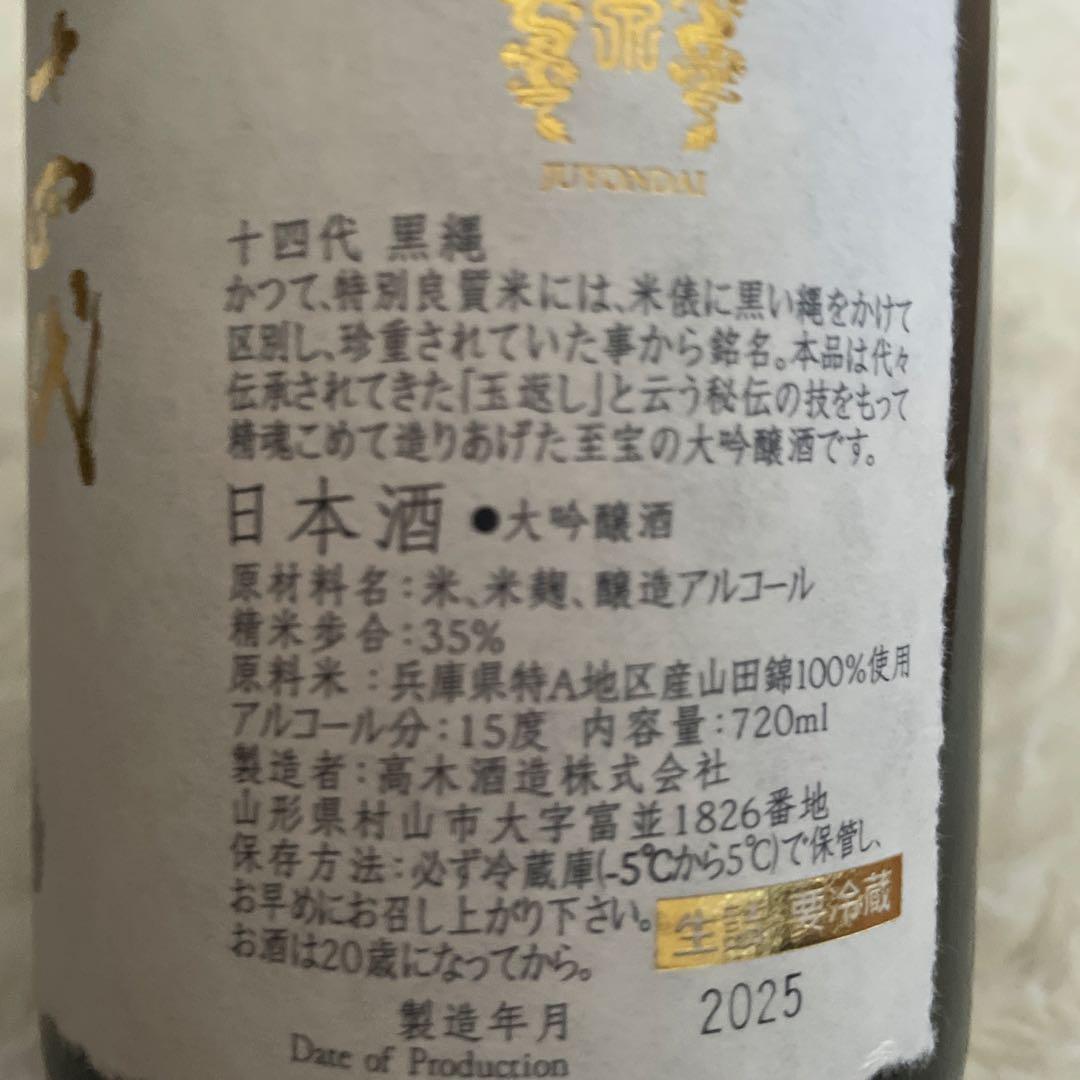 十四代
JUYONDAI
十四代 黒縄
かつて、特別良質米には、米俵に黒い縄をかけて
区別し、珍重されていた事から銘名。本品は代々
伝承されてきた「玉返し」と云う秘伝の技をもって
精魂こめて造りあげた至宝の大吟醸酒です。
日本酒 ●大吟醸酒
原材料名:米、米麹、醸造アルコール
精米歩合:35%
原料米 :兵庫県特A地区産山田錦100%使用
アルコール分:15度 内容量:720ml
製造者:高木酒造株式会社
山形県村山市大字富並1826番地
保存方法:必ず冷蔵庫(-5℃から5℃)で保管し、
お早めにお召し上がり下さい。
生詰 要冷蔵
お酒は20歳になってから。
製造年月 2025
Date of Production